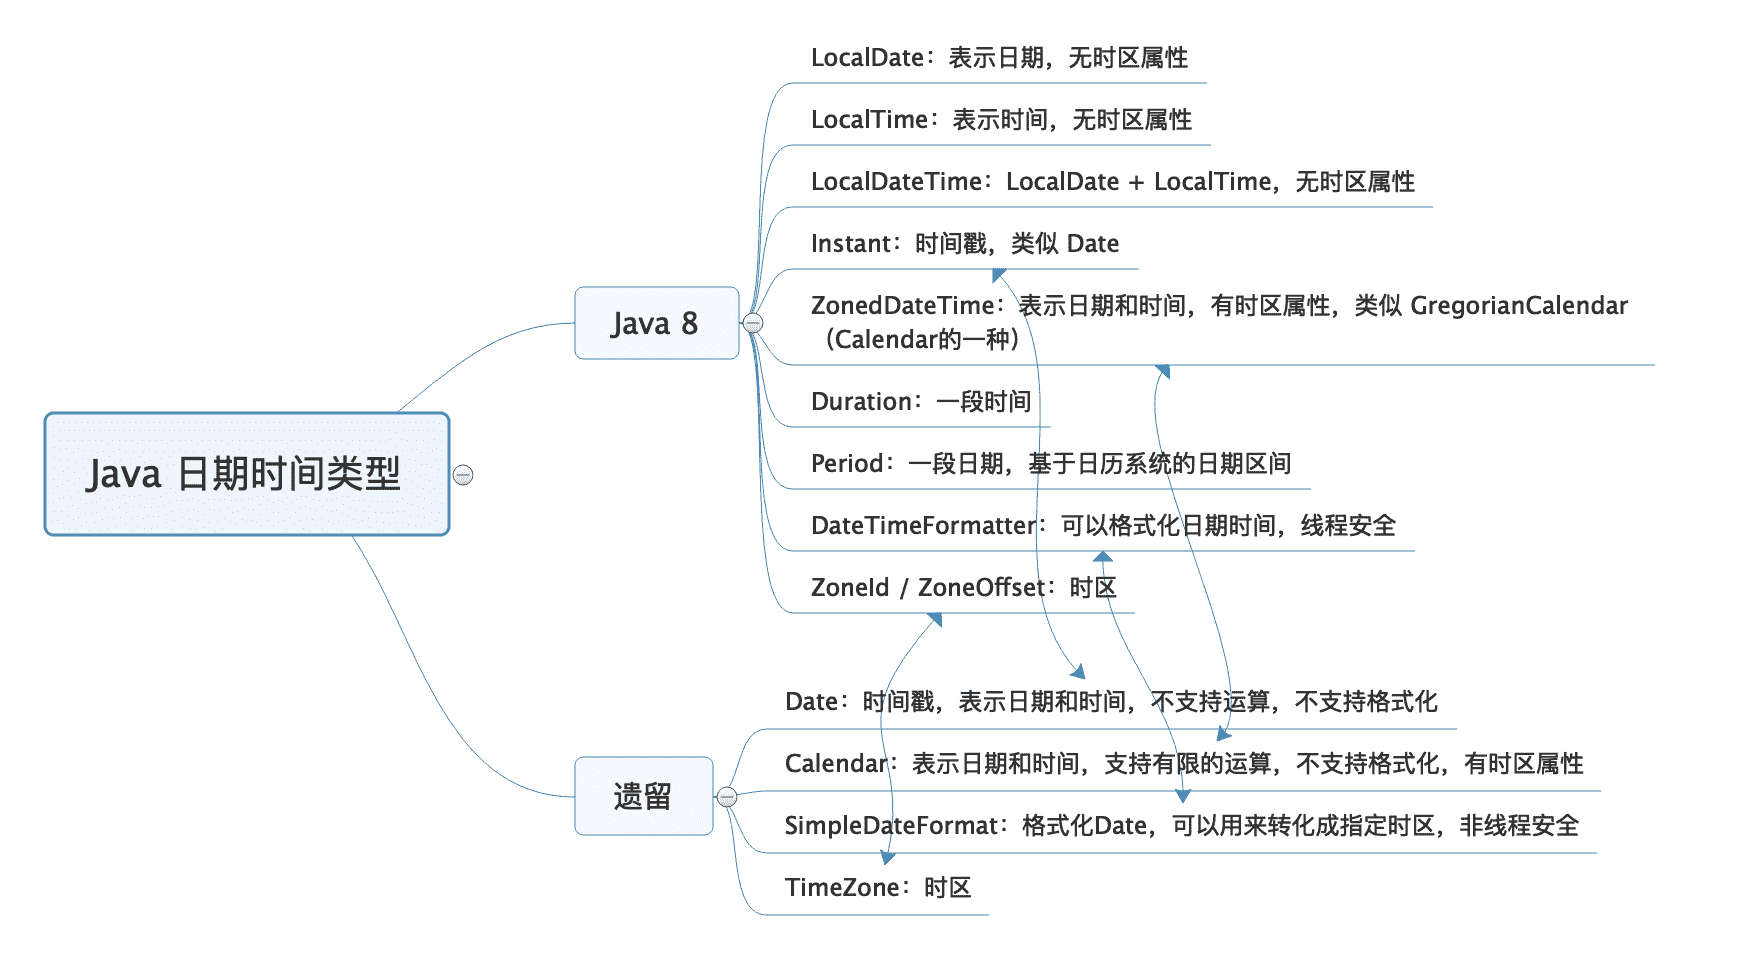 Java 日期时间类型
Java 8
LocalDate：表示日期，无时区属性
LocalTime：表示时间，无时区属性
LocalDateTime：LocalDate + LocalTime，无时区属性
Instant：时间戳，类似 Date
ZonedDateTime：表示日期和时间，有时区属性，类似 GregorianCalendar
（Calendar的一种）
Duration：一段时间
Period：一段日期，基于日历系统的日期区间
DateTimeFormatter：可以格式化日期时间，线程安全
ZoneId / ZoneOffset：时区
遗留
Date：时间戳，表示日期和时间，不支持运算，不支持格式化
Calendar：表示日期和时间，支持有限的运算，不支持格式化，有时区属性
SimpleDateFormat：格式化Date，可以用来转化成指定时区，非线程安全
TimeZone：时区